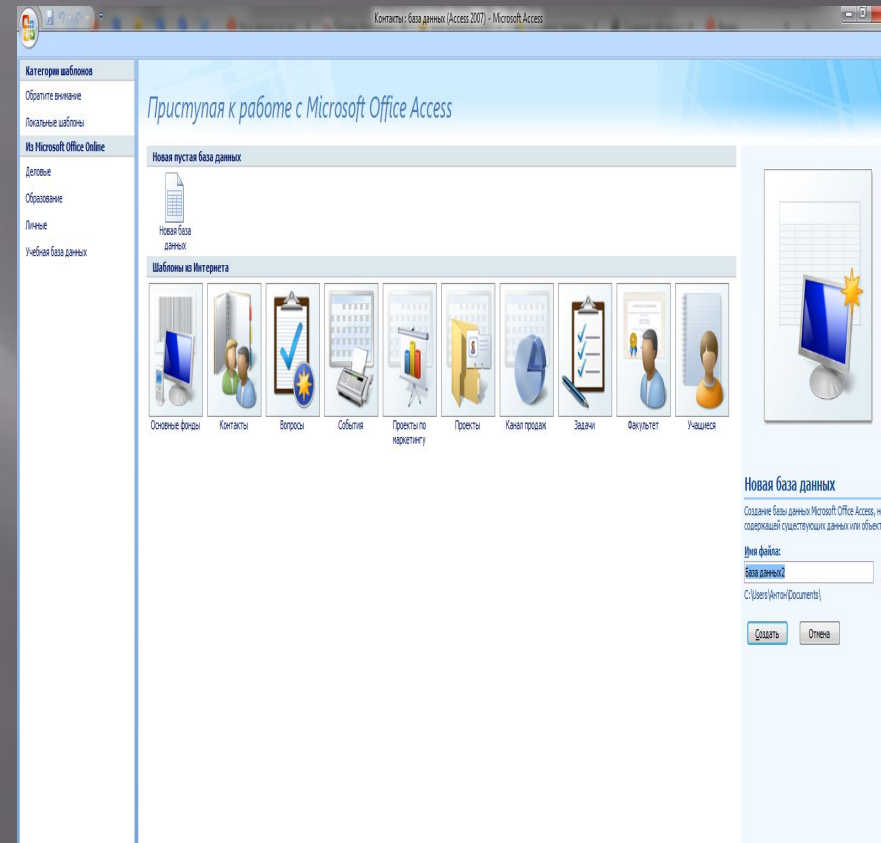 Контакты : база данных (Access 2007) - Microsoft Access
Категории шаблонов
Обратите внимание
Локальные шаблоны
Из Microsoft Office Online
Деловые
Образование
Личные
Учебная база данных
Приступая к работе с Microsoft Office Access
Новая пустая база данных
Новая база
данных
Шаблоны из Интернета
Основные фонды
Контакты
Вопросы
События
Проекты по
маркетингу
Проекты
Канал продаж
Задачи
Факультет
Учащиеся
Новая база данных
Создание базы данных Microsoft Office Access, н
содержащей существующих данных или объект
Имя файла:
база данных2
C:\Users\Антон\Documents\
Создать
Отмена